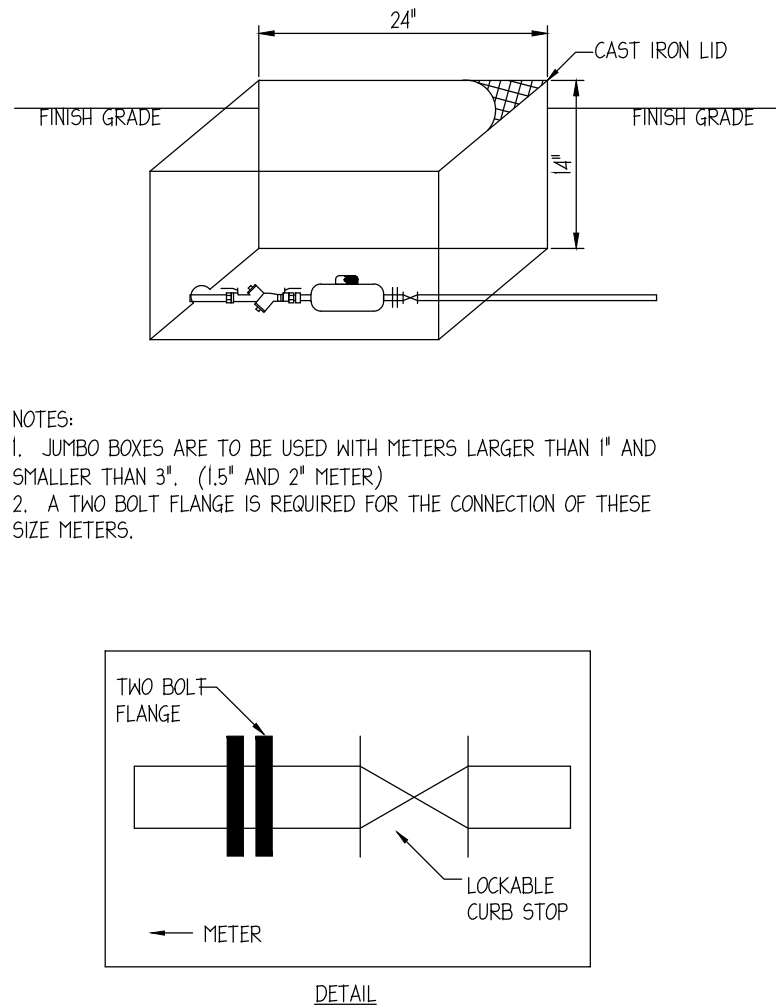 24"
CAST IRON LID
FINISH GRADE
FINISH GRADE
14"
NOTES:
1. JUMBO BOXES ARE TO BE USED WITH METERS LARGER THAN 1" AND
SMALLER THAN 3". (1.5" AND 2" METER)
2. A TWO BOLT FLANGE IS REQUIRED FOR THE CONNECTION OF THESE
SIZE METERS.
TWO BOLT
FLANGE
LOCKABLE
CURB STOP
METER
DETAIL